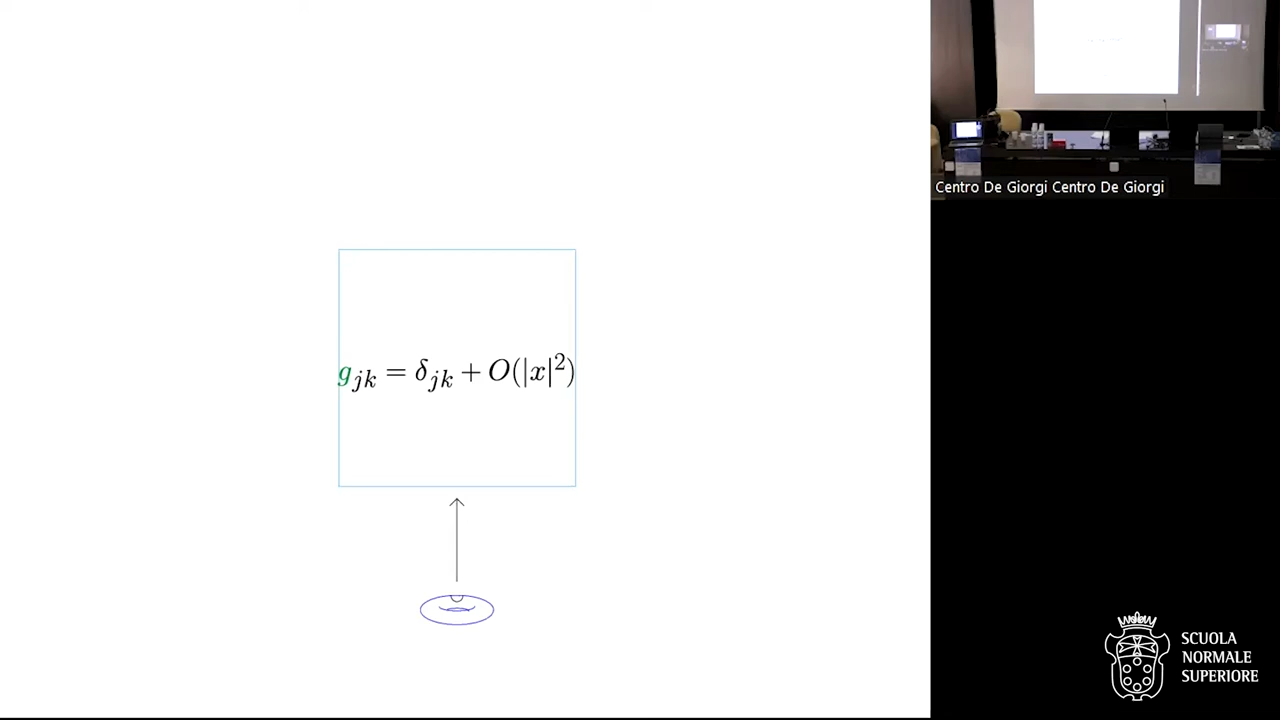 g_{jk} = δ_{jk} + O(|x|^2)
Centro De Giorgi Centro De Giorgi
SCUOLA
NORMALE
SUPERIORE